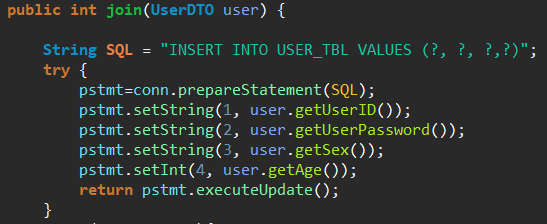 public int join(UserDTO user) {
String SQL = "INSERT INTO USER_TBL VALUES (?, ?, ?,?)";
try {
pstmt=conn.prepareStatement(SQL);
pstmt.setString(1, user.getUserID());
pstmt.setString(2, user.getUserPassword());
pstmt.setString(3, user.getSex());
pstmt.setInt(4, user.getAge());
return pstmt.executeUpdate();
}